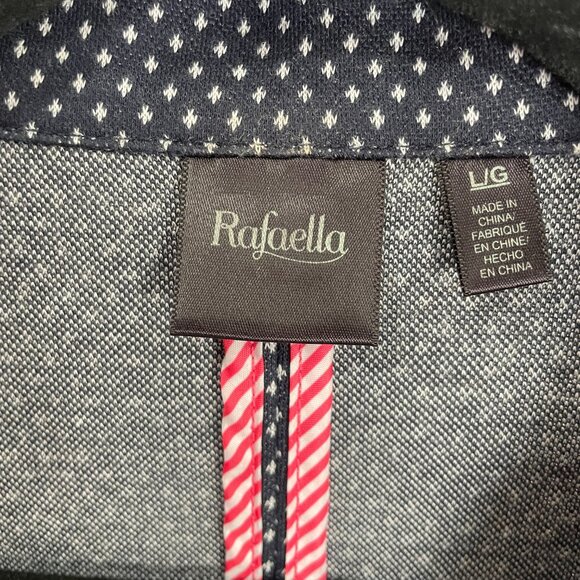 Rafaella
L/G
MADE IN
CHINA/
FABRIQUÉ
EN CHINE/
HECHO
EN CHINA